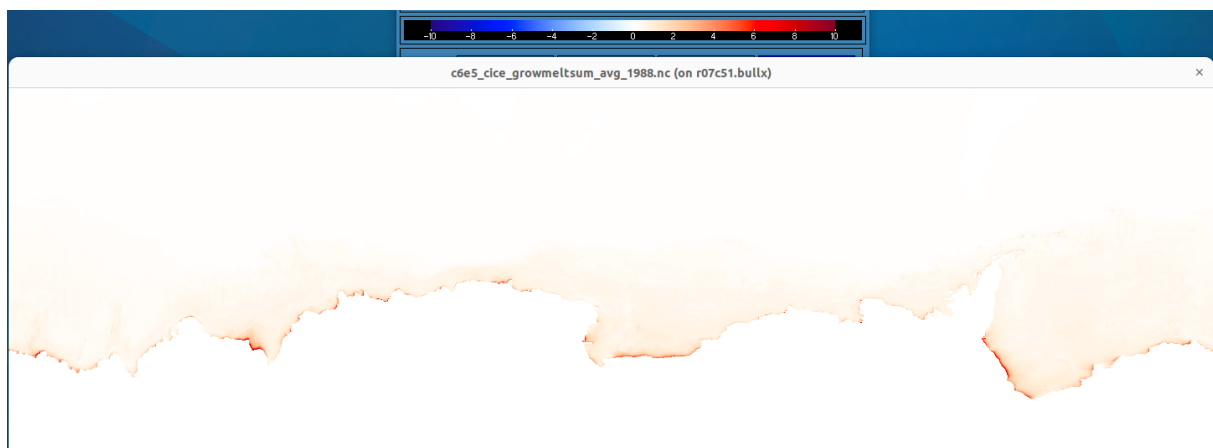 -10 -8 -6 -4 -2 0 2 4 6 8 10
c6e5_cice_growmeltsum_avg_1988.nc (on r07c51.bullx) ×